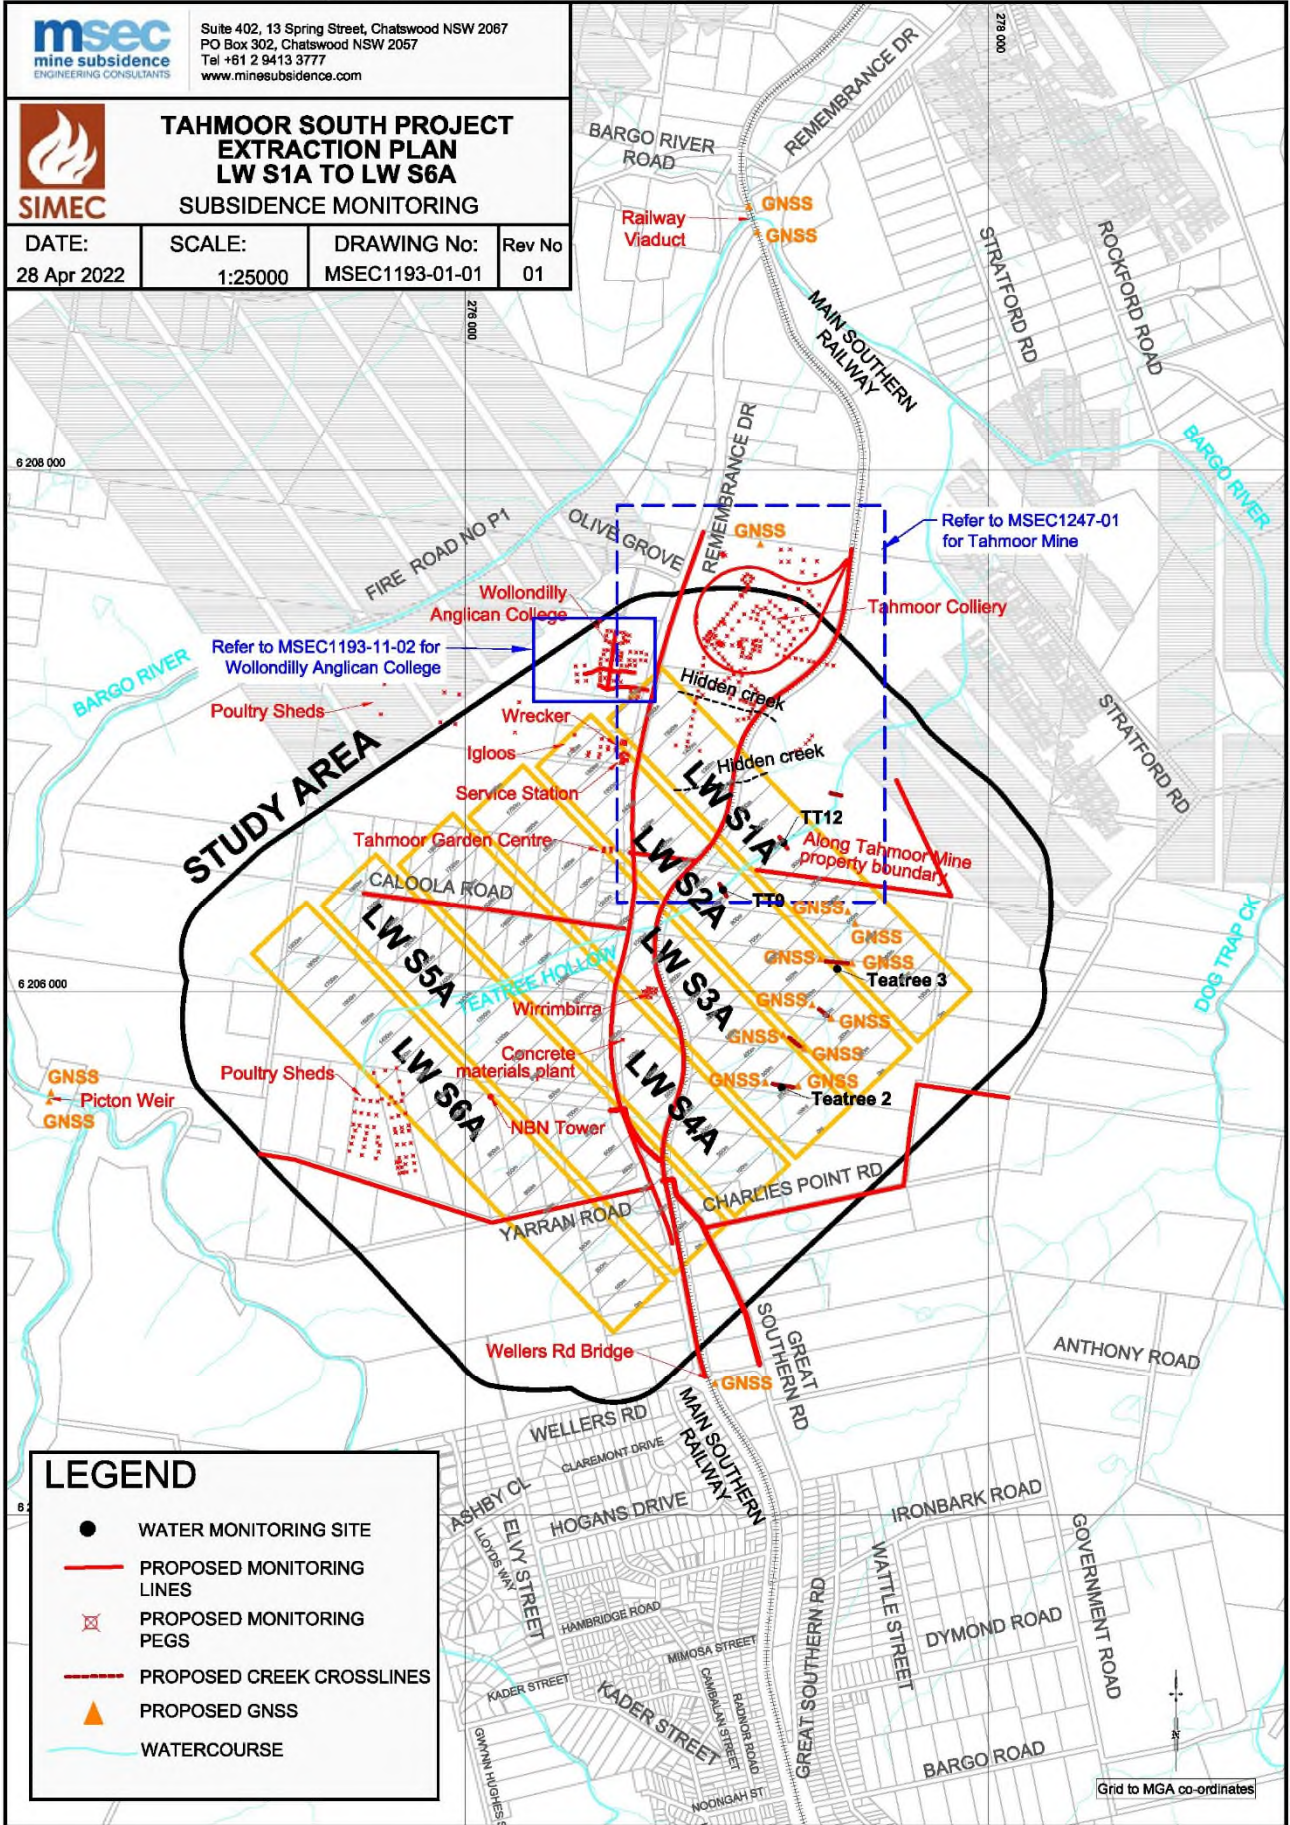 msec
mine subsidence
ENGINEERING CONSULTANTS
Suite 402, 13 Spring Street, Chatswood NSW 2067
PO Box 302, Chatswood NSW 2057
Tel +61 2 9413 3777
www.minesubsidence.com
SIMEC
TAHMOOR SOUTH PROJECT
EXTRACTION PLAN
LW S1A TO LW S6A
SUBSIDENCE MONITORING
DATE:
28 Apr 2022
SCALE:
1:25000
DRAWING No:
MSEC1193-01-01
Rev No
01
276 000
278 000
REMEMBRANCE DR
REMEMBRANCE DR
BARGO RIVER
ROAD
Railway
Viaduct
GNSS
GNSS
STRATFORD RD
ROCKFORD ROAD
MAIN SOUTHERN
RAILWAY
BARGO RIVER
6 208 000
REMEMBRANCE DR
FIRE ROAD NO P1
OLIVE GROVE
GNSS
Refer to MSEC1247-01
for Tahmoor Mine
Wollondilly
Anglican College
Tahmoor Colliery
Refer to MSEC1193-11-02 for
Wollondilly Anglican College
BARGO RIVER
Poultry Sheds
Hidden creek
Wrecker
Igloos
Hidden creek
Service Station
STRATFORD RD
STUDY AREA
LW S1A
TT12
Tahmoor Garden Centre
Along Tahmoor Mine
property boundary
CALOOLA ROAD
LW S2A
TT9
GNSS
GNSS
LW S5A
LW S3A
GNSS
GNSS
Teatree 3
TEATREE HOLLOW
DOG TRAP CK
6 206 000
Wirrimbirra
GNSS
GNSS
Concrete
materials plant
GNSS
GNSS
LW S6A
LW S4A
Poultry Sheds
GNSS
GNSS
Teatree 2
GNSS
Picton Weir
GNSS
NBN Tower
CHARLIES POINT RD
YARRAN ROAD
Wellers Rd Bridge
GNSS
GREAT
SOUTHERN RD
ANTHONY ROAD
MAIN SOUTHERN
RAILWAY
WELLERS RD
CLAREMONT DRIVE
ASHBY CL
HOGANS DRIVE
LLOYDS WAY
ELVY STREET
IRONBARK ROAD
GOVERNMENT ROAD
WATTLE STREET
HAMBRIDGE ROAD
DYMOND ROAD
MIMOSA STREET
GREAT SOUTHERN RD
KADER STREET
KADER STREET
CAMBALAN STREET
RADNOR ROAD
GWYNN HUGHES S
NOONGAH ST
BARGO ROAD
LEGEND
WATER MONITORING SITE
PROPOSED MONITORING
LINES
PROPOSED MONITORING
PEGS
PROPOSED CREEK CROSSLINES
PROPOSED GNSS
WATERCOURSE
N
Grid to MGA co-ordinates